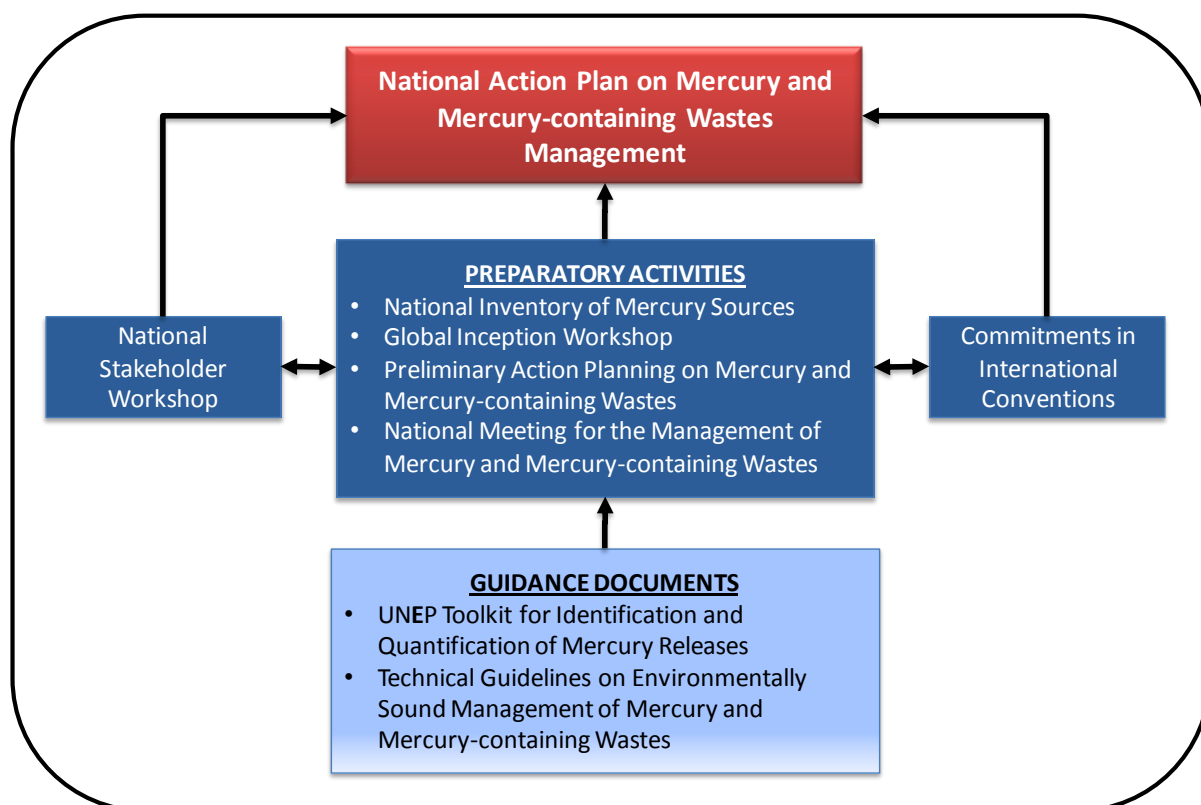 National Action Plan on Mercury and
Mercury-containing Wastes
Management
PREPARATORY ACTIVITIES
• National Inventory of Mercury Sources
• Global Inception Workshop
• Preliminary Action Planning on Mercury and
Mercury-containing Wastes
• National Meeting for the Management of
Mercury and Mercury-containing Wastes
National
Stakeholder
Workshop
Commitments in
International
Conventions
GUIDANCE DOCUMENTS
• UNEP Toolkit for Identification and
Quantification of Mercury Releases
• Technical Guidelines on Environmentally
Sound Management of Mercury and
Mercury-containing Wastes